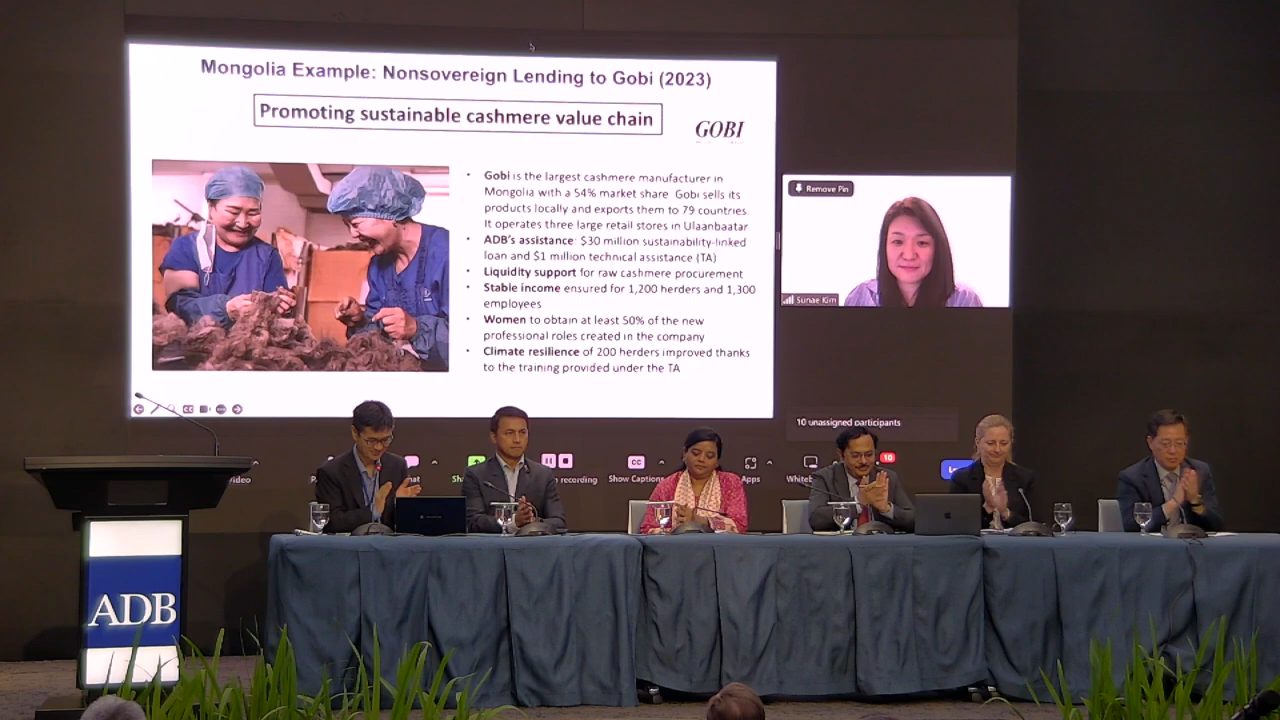 Mongolia Example: Nonsovereign Lending to Gobi (2023)
Promoting sustainable cashmere value chain
GOBI
• Gobi is the largest cashmere manufacturer in
Mongolia with a 54% market share. Gobi sells its
products locally and exports them to 79 countries.
It operates three large retail stores in Ulaanbaatar
• ADB's assistance: $30 million sustainability-linked
loan and $1 million technical assistance (TA)
• Liquidity support for raw cashmere procurement
• Stable income ensured for 1,200 herders and 1,300
employees
• Women to obtain at least 50% of the new
professional roles created in the company
• Climate resilience of 200 herders improved thanks
to the training provided under the TA
Remove Pin
Sunae Kim
10 unassigned participants
CC
10
recording
Show Captions
Apps
ADB